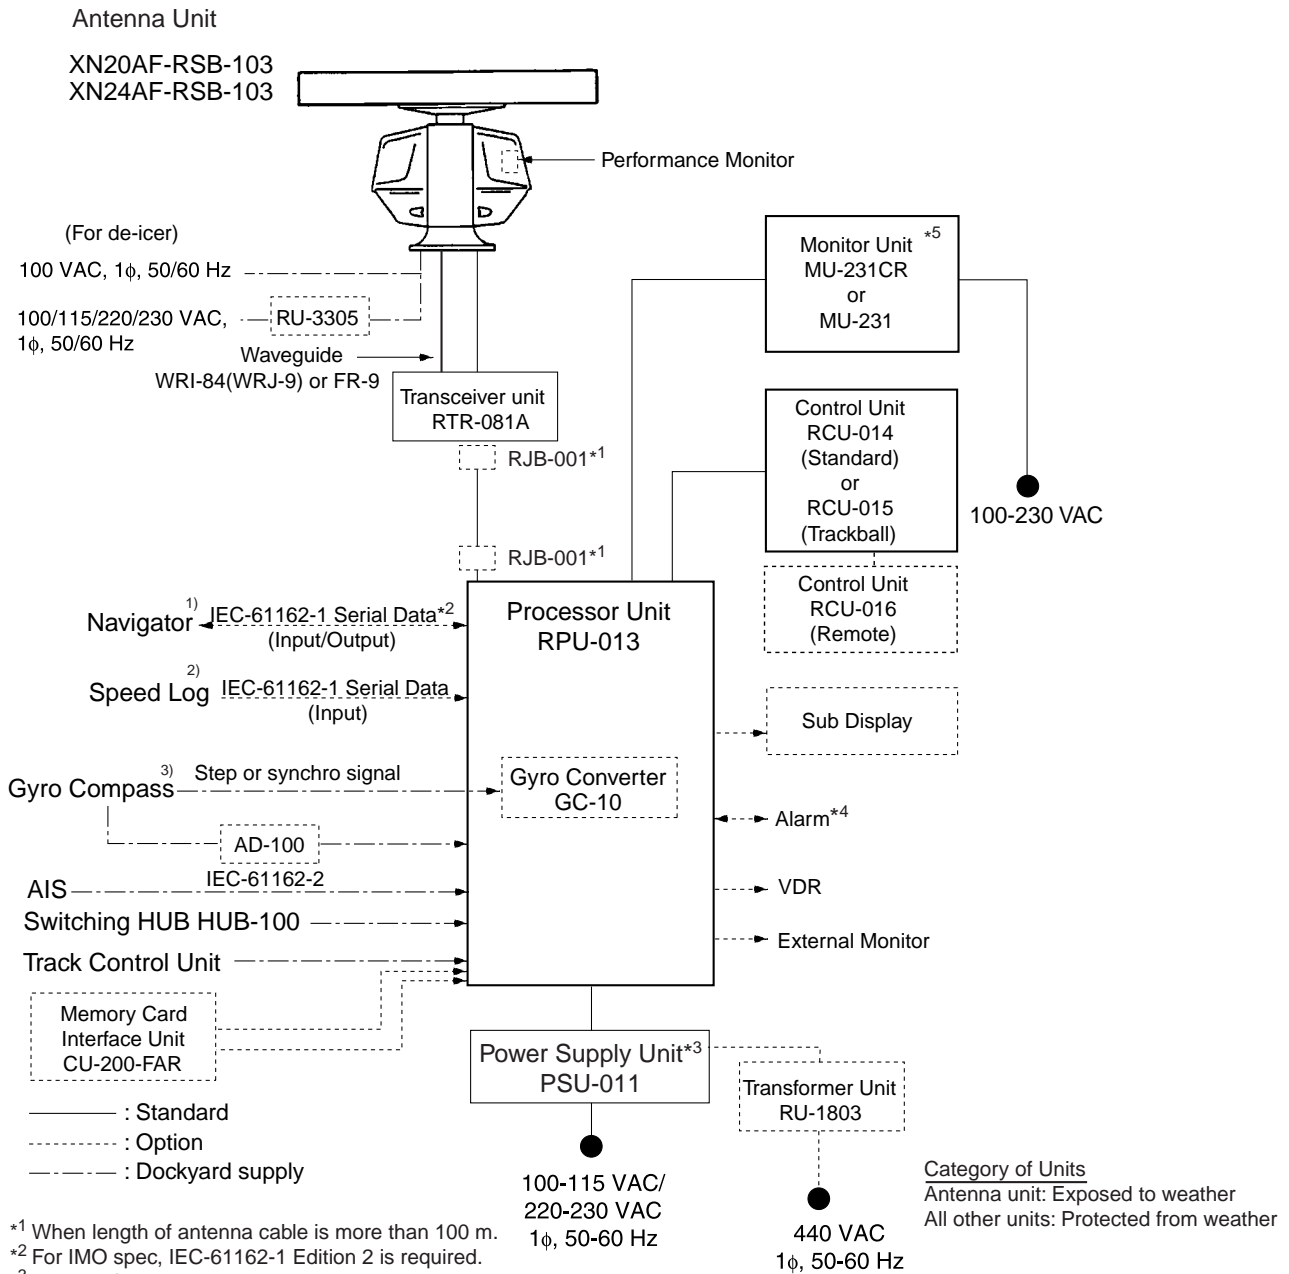 Antenna Unit
XN20AF-RSB-103
XN24AF-RSB-103
Performance Monitor
(For de-icer)
100 VAC, 1ϕ, 50/60 Hz
100/115/220/230 VAC,
1ϕ, 50/60 Hz
RU-3305
Waveguide
WRI-84(WRJ-9) or FR-9
Transceiver unit
RTR-081A
RJB-001*1
RJB-001*1
Monitor Unit *5
MU-231CR
or
MU-231
Control Unit
RCU-014
(Standard)
or
RCU-015
(Trackball)
100-230 VAC
Control Unit
RCU-016
(Remote)
Processor Unit
RPU-013
Navigator 1) IEC-61162-1 Serial Data*2
(Input/Output)
Speed Log 2) IEC-61162-1 Serial Data
(Input)
Sub Display
Gyro Compass 3) Step or synchro signal
Gyro Converter
GC-10
Alarm*4
AD-100
AIS IEC-61162-2
VDR
Switching HUB HUB-100
External Monitor
Track Control Unit
Memory Card
Interface Unit
CU-200-FAR
Power Supply Unit*3
PSU-011
Transformer Unit
RU-1803
: Standard
: Option
: Dockyard supply
100-115 VAC/
220-230 VAC
1ϕ, 50-60 Hz
440 VAC
1ϕ, 50-60 Hz
Category of Units
Antenna unit: Exposed to weather
All other units: Protected from weather
*1 When length of antenna cable is more than 100 m.
*2 For IMO spec, IEC-61162-1 Edition 2 is required.